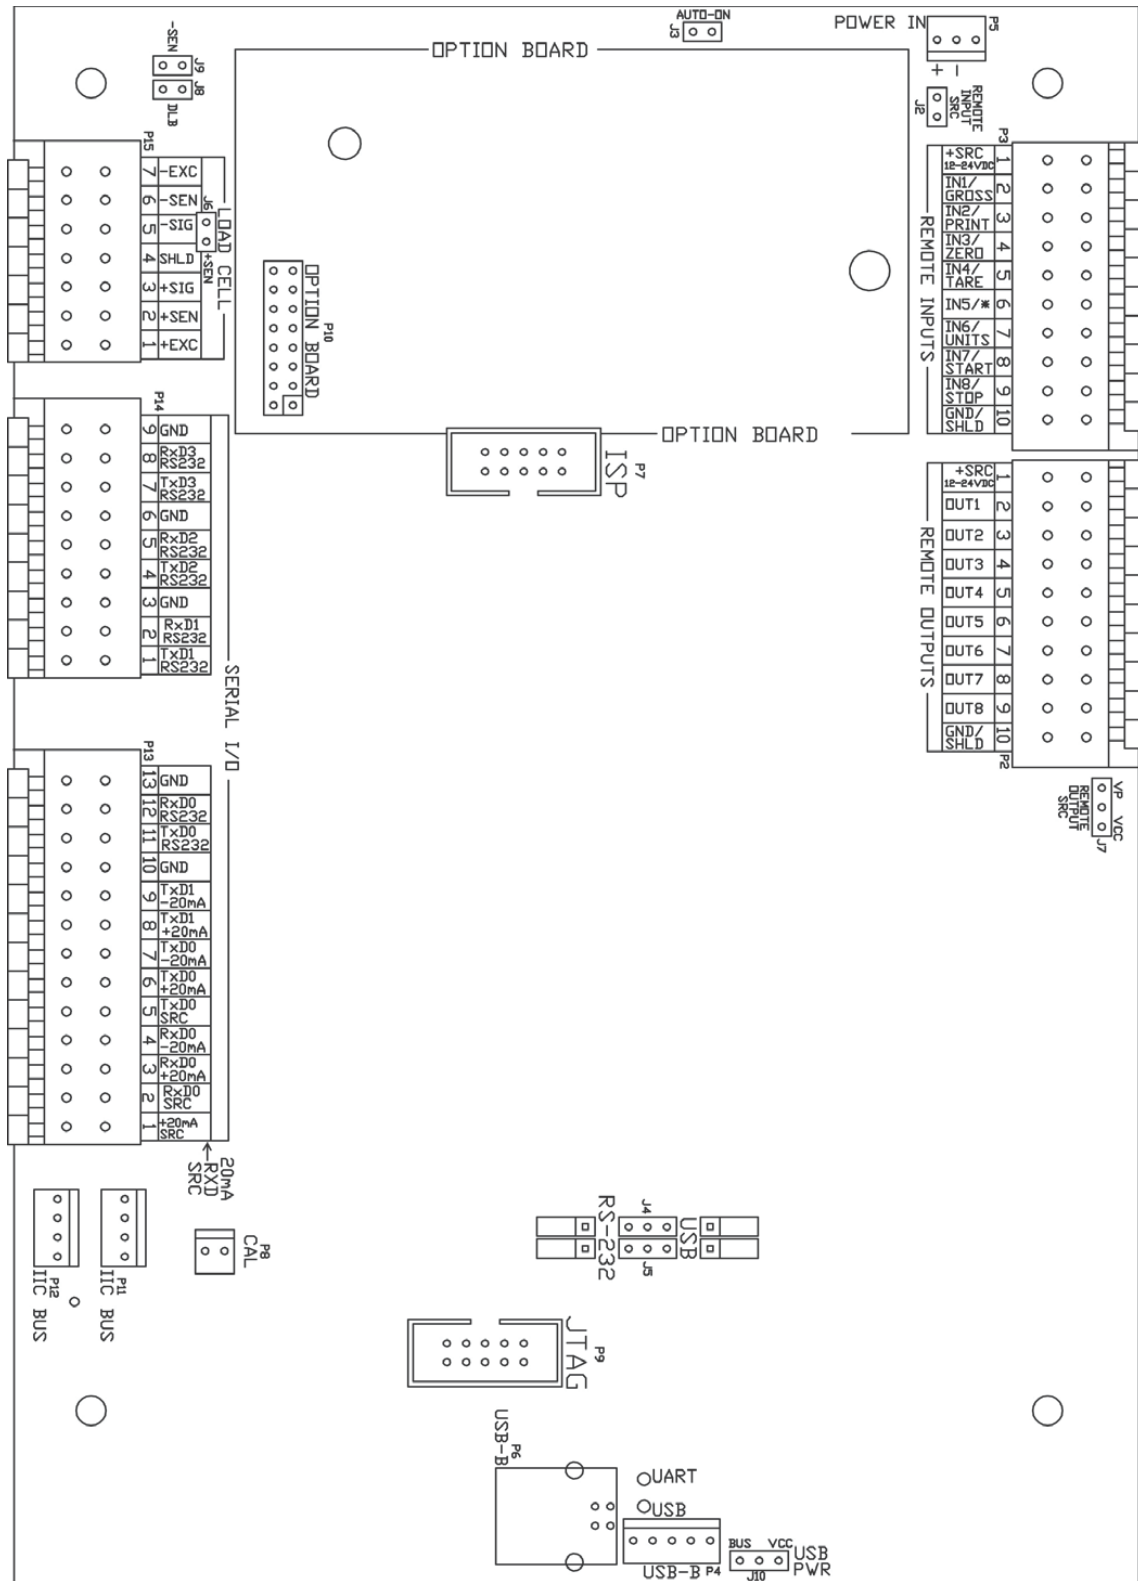 AUTO-ON
J3
POWER IN
P5
+ -
-SEN
J9
J8
DLB
OPTION BOARD
J2
REMOTE
INPUT
SRC
P15
7 -EXC
6 -SEN
5 -SIG
4 SHLD
3 +SIG
2 +SEN
1 +EXC
J6
+SEN
LOAD CELL
OPTION BOARD
P10
P3
+SRC
12-24VDC 1
IN1/
GROSS 2
IN2/
PRINT 3
IN3/
ZERO 4
IN4/
TARE 5
IN5/* 6
IN6/
UNITS 7
IN7/
START 8
IN8/
STOP 9
GND/
SHLD 10
REMOTE INPUTS
OPTION BOARD
ISP
P7
P14
9 GND
8 RxD3
RS232
7 TxD3
RS232
6 GND
5 RxD2
RS232
4 TxD2
RS232
3 GND
2 RxD1
RS232
1 TxD1
RS232
SERIAL I/O
+SRC
12-24VDC 1
OUT1 2
OUT2 3
OUT3 4
OUT4 5
OUT5 6
OUT6 7
OUT7 8
OUT8 9
GND/
SHLD 10
REMOTE OUTPUTS
P2
VP VCC
J7
REMOTE
OUTPUT
SRC
P13
13 GND
12 RxD0
RS232
11 TxD0
RS232
10 GND
9 TxD1
-20mA
8 TxD1
+20mA
7 TxD0
-20mA
6 TxD0
+20mA
5 TxD0
SRC
4 RxD0
-20mA
3 RxD0
+20mA
2 RxD0
SRC
1 +20mA
SRC
20mA
RXD
SRC
P12
IIC BUS
P11
IIC BUS
P8
CAL
RS-232
J4
J5
USB
JTAG
P9
USB-B
P6
UART
USB
USB-B P4
BUS VCC
J10
USB
PWR